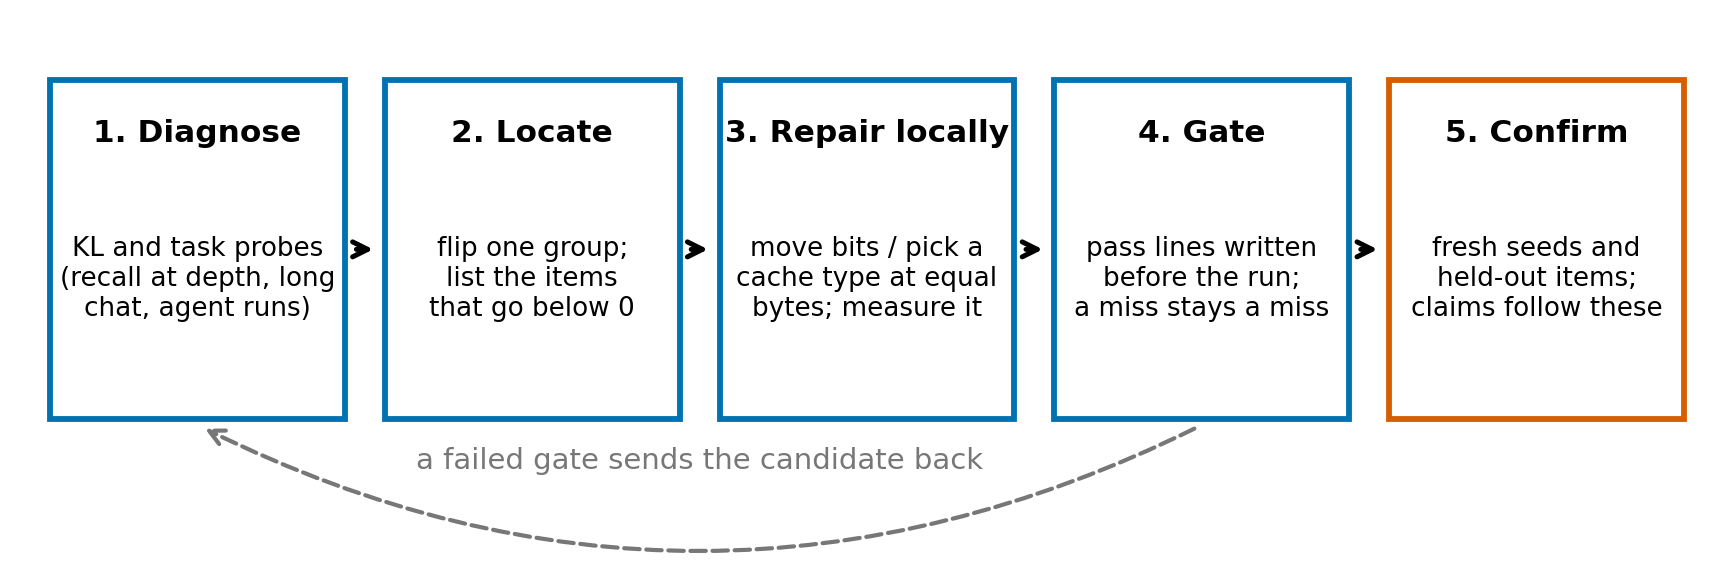 1. Diagnose
KL and task probes
(recall at depth, long
chat, agent runs)
2. Locate
flip one group;
list the items
that go below 0
3. Repair locally
move bits / pick a
cache type at equal
bytes; measure it
4. Gate
pass lines written
before the run;
a miss stays a miss
5. Confirm
fresh seeds and
held-out items;
claims follow these
a failed gate sends the candidate back